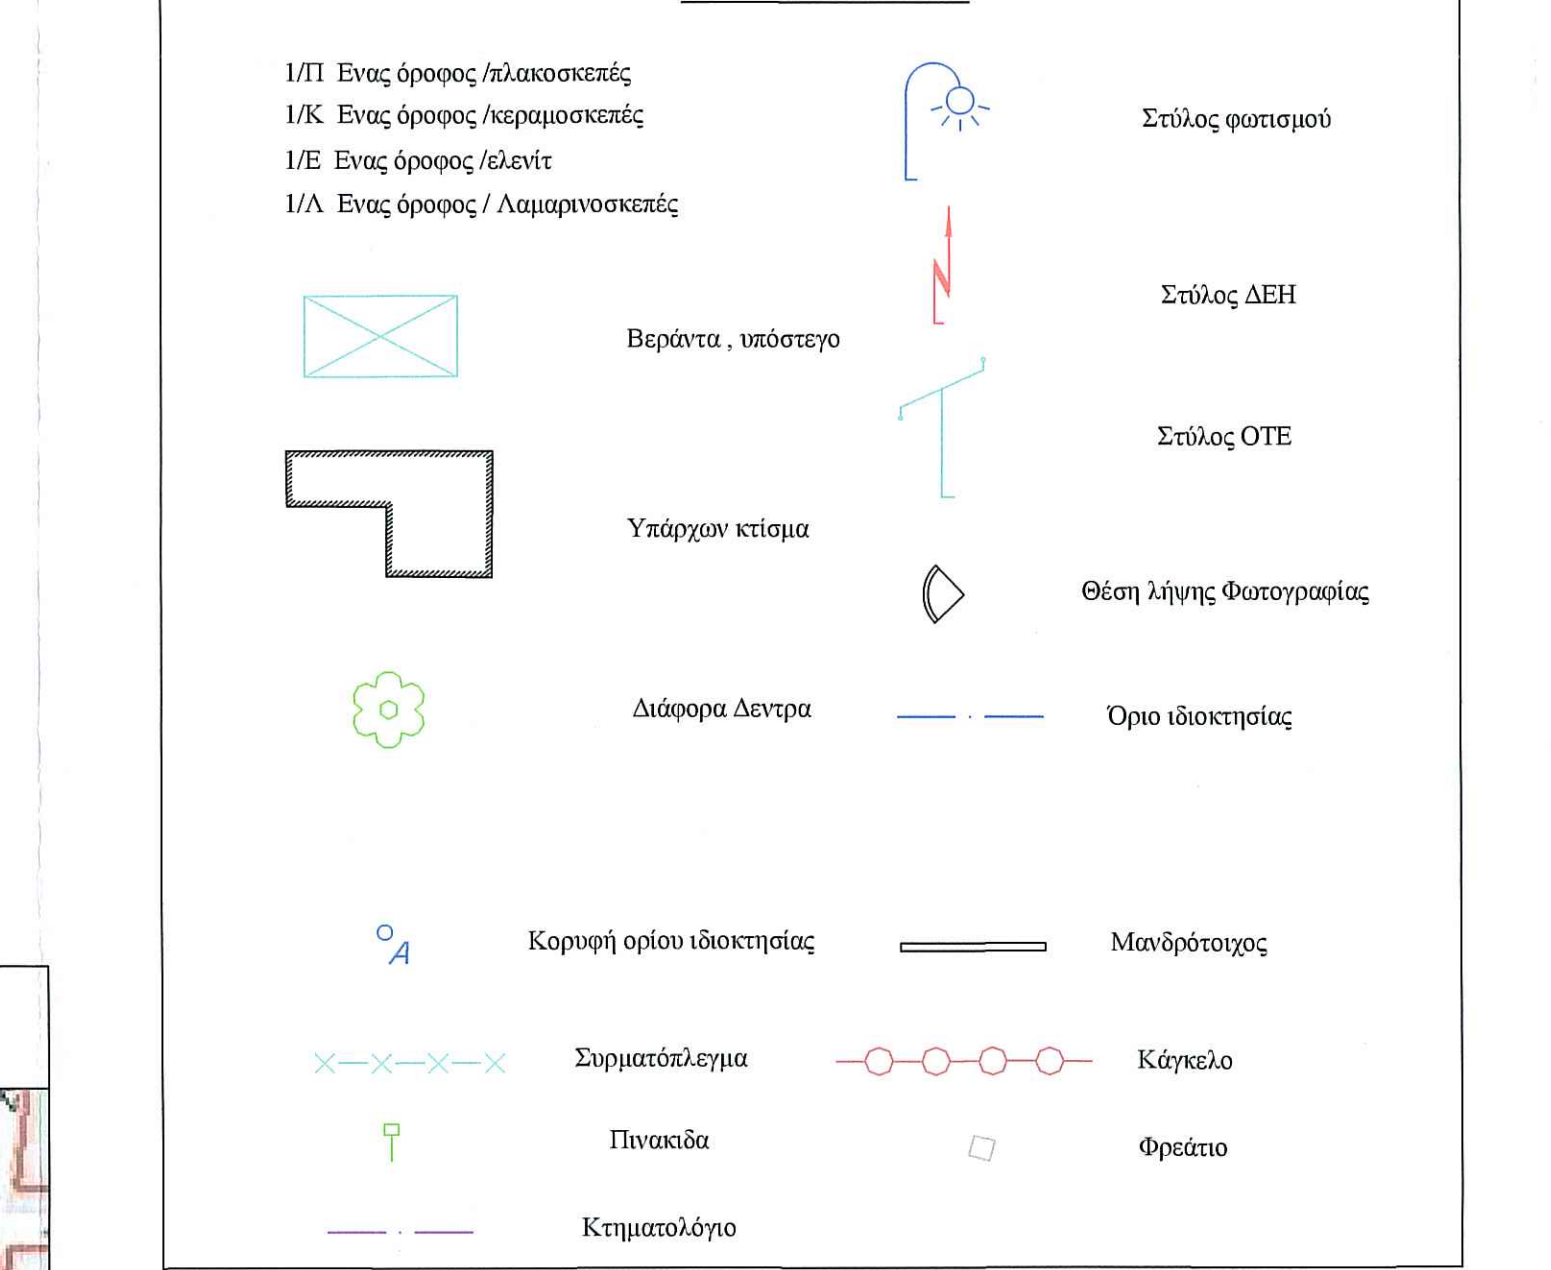 1/Π Ενας όροφος /πλακοσκεπές
1/Κ Ενας όροφος /κεραμοσκεπές
1/Ε Ενας όροφος /ελενίτ
1/Λ Ενας όροφος / Λαμαρινοσκεπές
Στύλος φωτισμού
Στύλος ΔΕΗ
Βεράντα , υπόστεγο
Στύλος ΟΤΕ
Υπάρχων κτίσμα
Θέση λήψης Φωτογραφίας
Διάφορα Δεντρα
Όριο ιδιοκτησίας
A
Κορυφή ορίου ιδιοκτησίας
Μανδρότοιχος
Συρματόπλεγμα
Κάγκελο
Πινακιδα
Φρεάτιο
Κτηματολόγιο